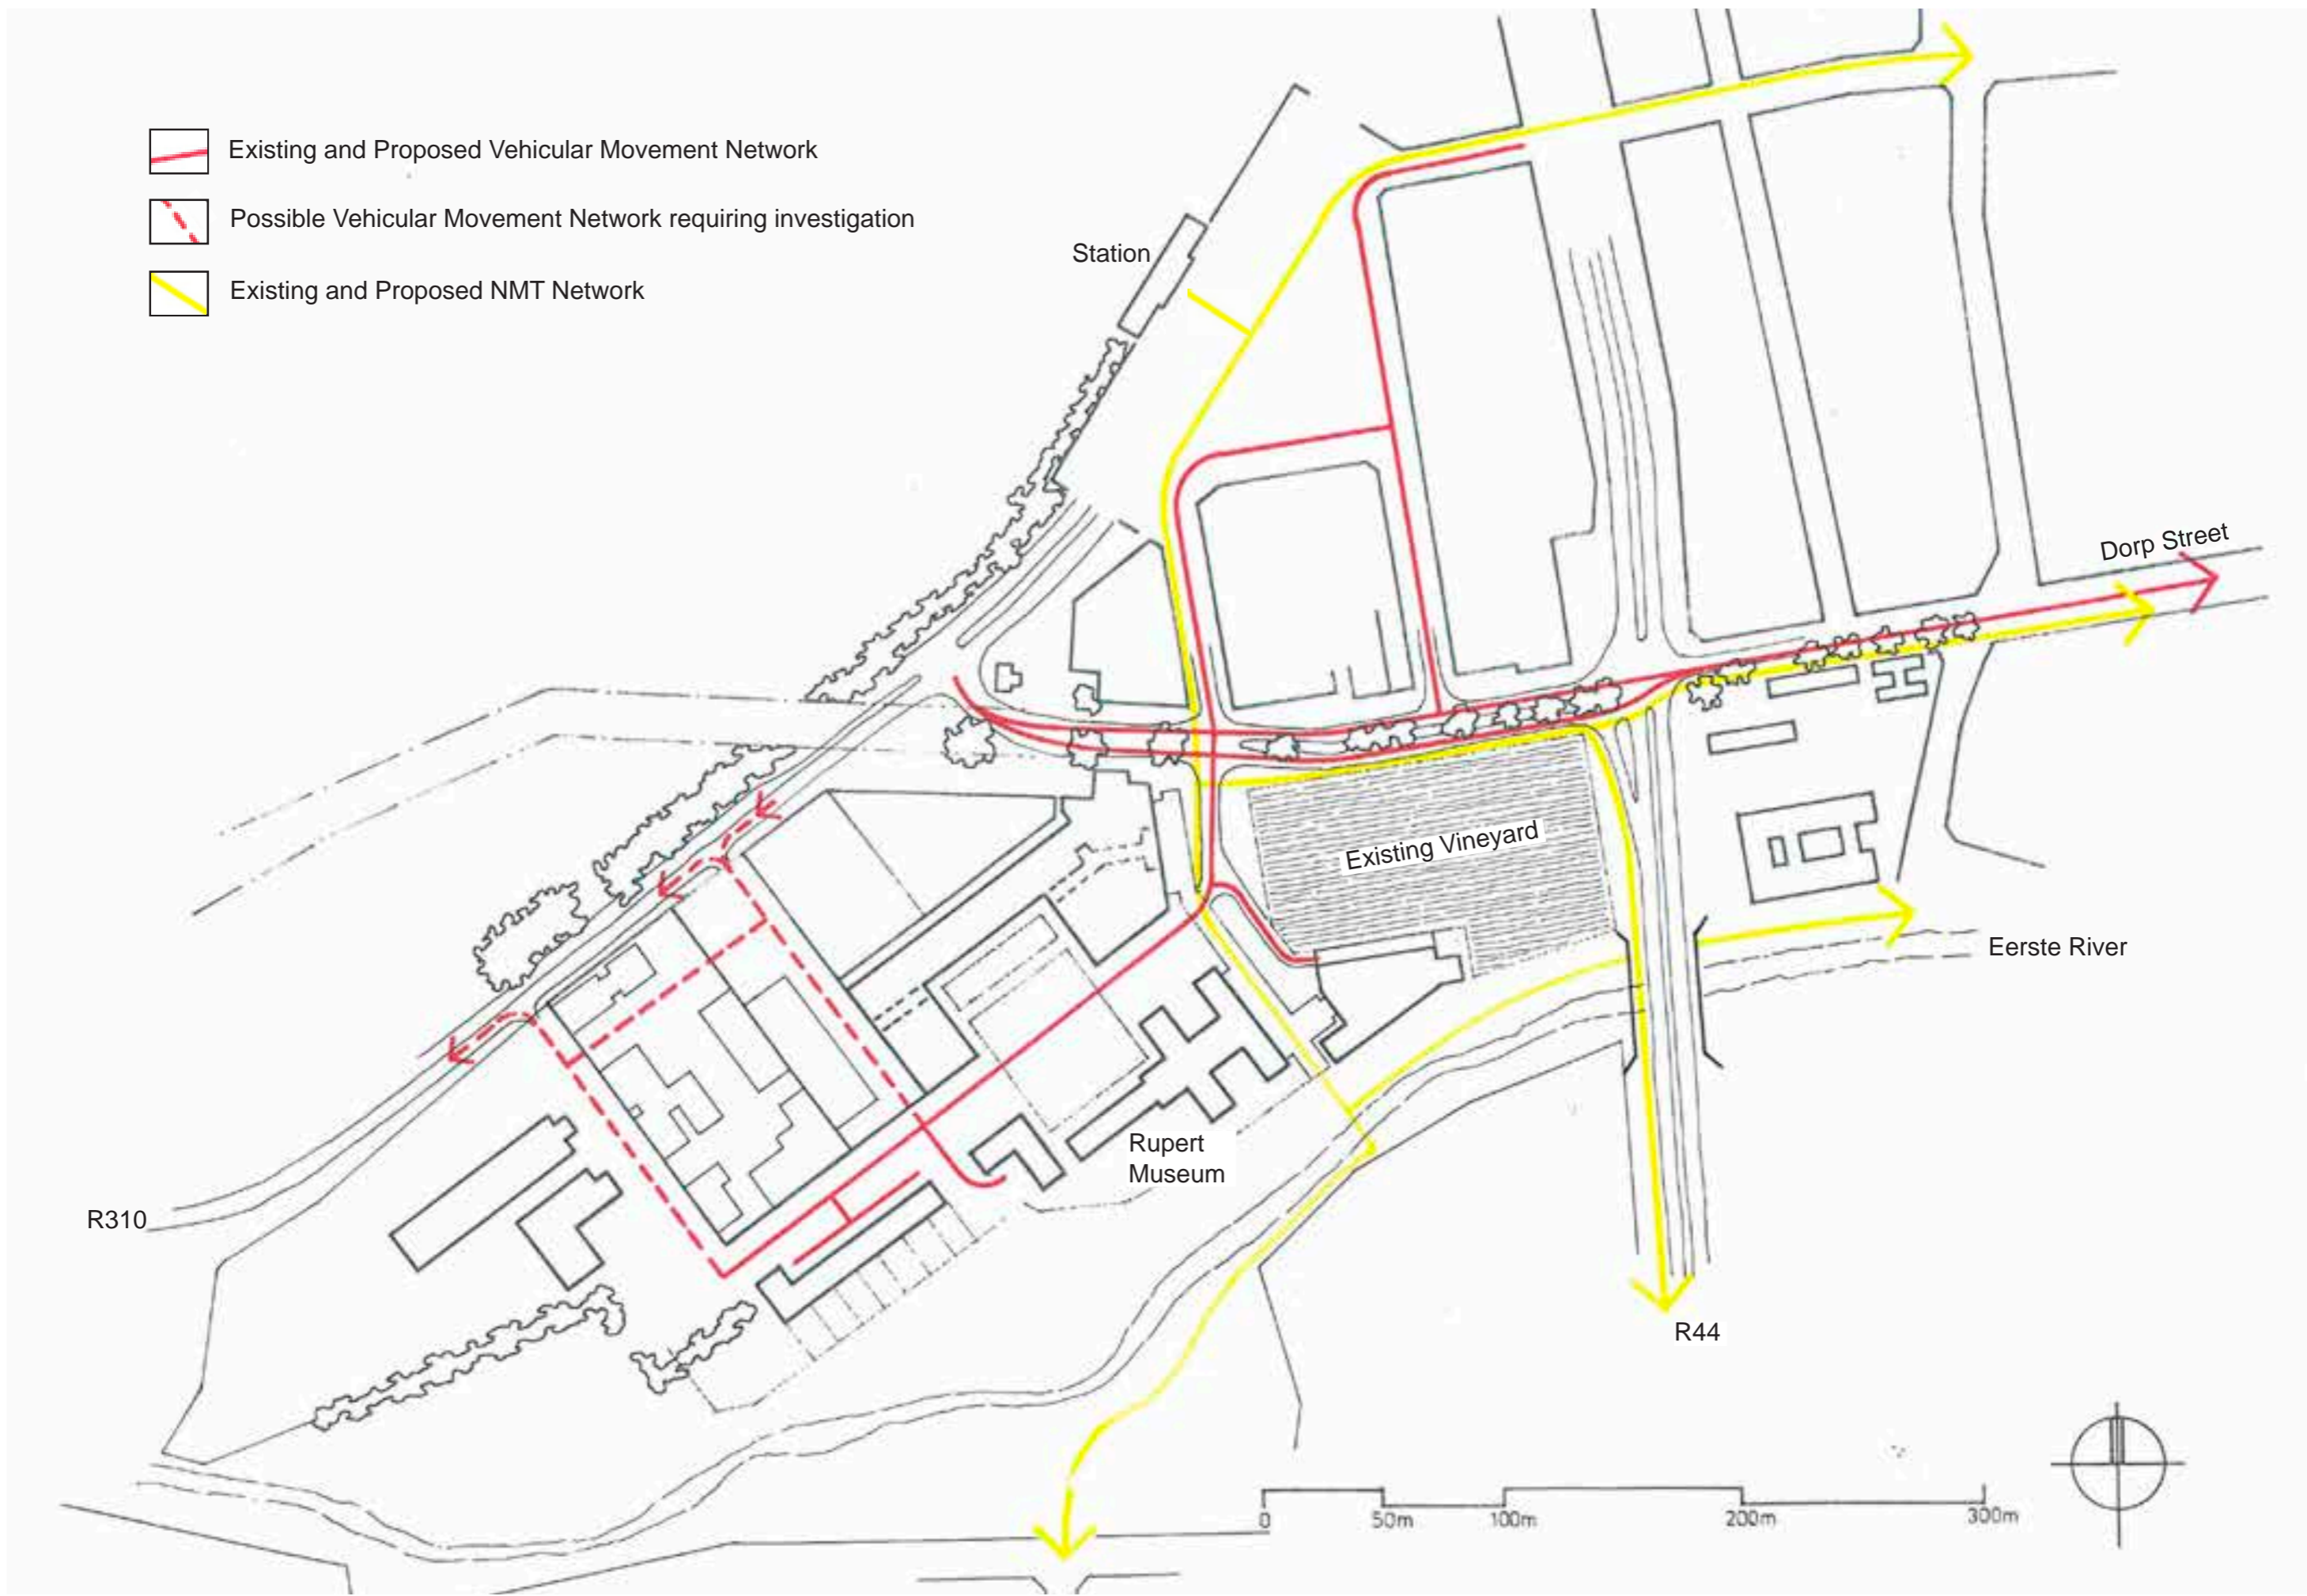 Existing and Proposed Vehicular Movement Network
Possible Vehicular Movement Network requiring investigation
Existing and Proposed NMT Network
Station
Dorp Street
Existing Vineyard
Eerste River
Rupert
Museum
R310
R44
0 50m 100m 200m 300m